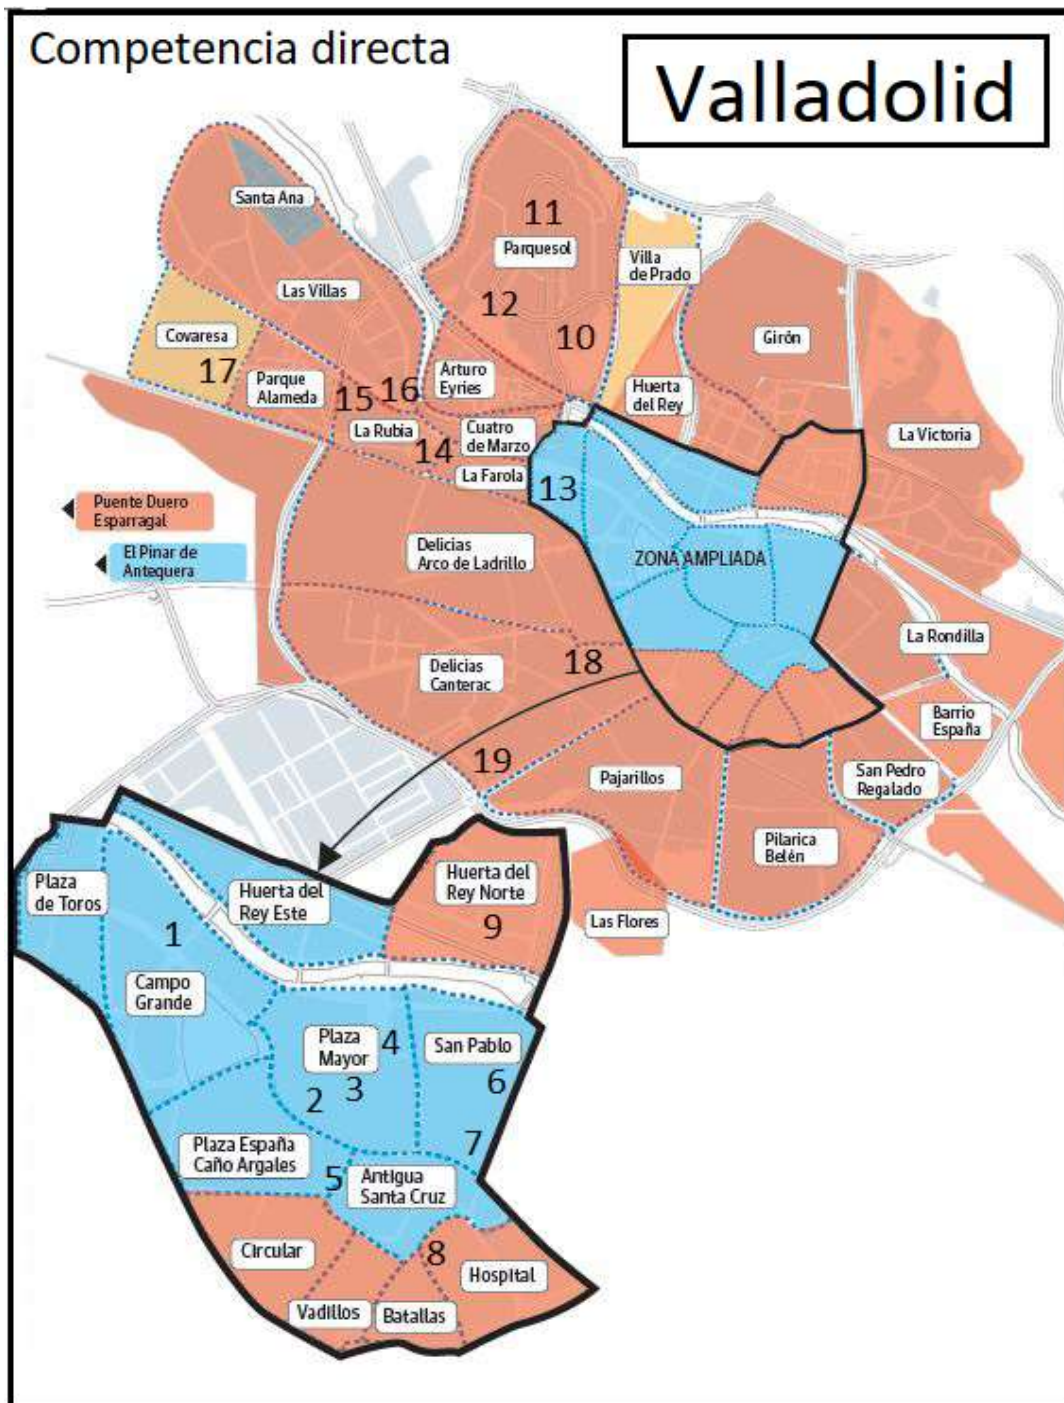 Competencia directa
Valladolid
Santa Ana
11
Parquesol
Villa
de Prado
Las Villas
12
Covaresa
10
Girón
17
Parque
Alameda
15
16
Arturo
Eyries
Huerta
del Rey
La Rubia
Cuatro
de Marzo
La Victoria
14
La Farola
13
Puente Duero
Esparragal
El Pinar de
Antequera
Delicias
Arco de Ladrillo
ZONA AMPLIADA
La Rondilla
18
Delicias
Canterac
Barrio
España
19
Pajarillos
San Pedro
Regalado
Pilarica
Belén
Las Flores
Plaza
de Toros
Huerta del
Rey Este
Huerta del
Rey Norte
1
9
Campo
Grande
Plaza
Mayor
4
San Pablo
2
3
6
Plaza España
Caño Argales
7
5
Antigua
Santa Cruz
Circular
8
Hospital
Vadillos
Batallas